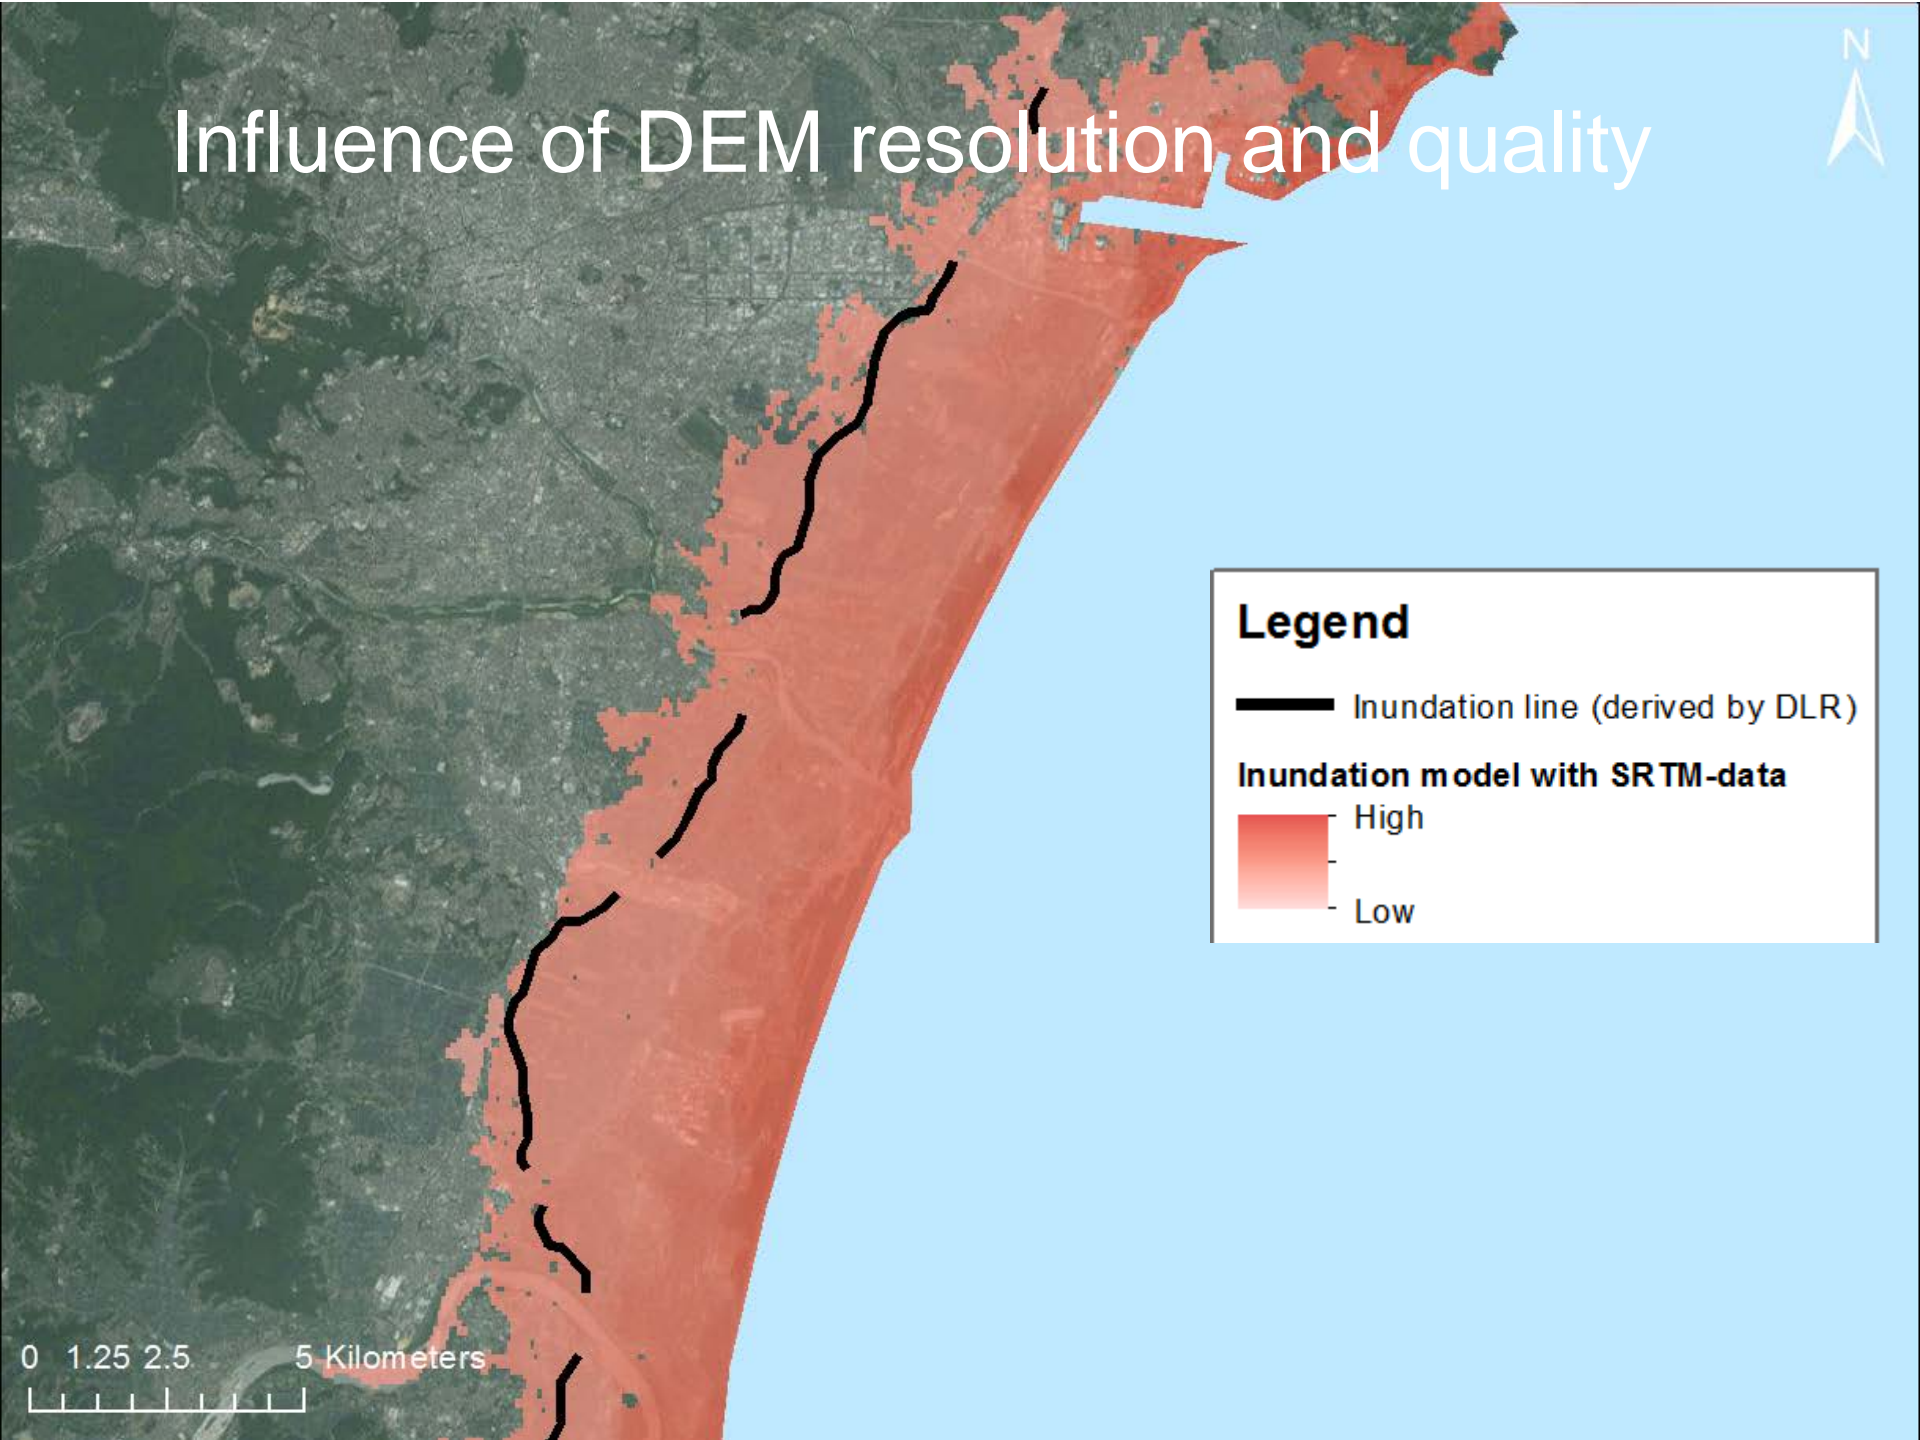 Influence of DEM resolution and quality
N
Legend
Inundation line (derived by DLR)
Inundation model with SRTM-data
High
Low
0 1.25 2.5 5 Kilometers